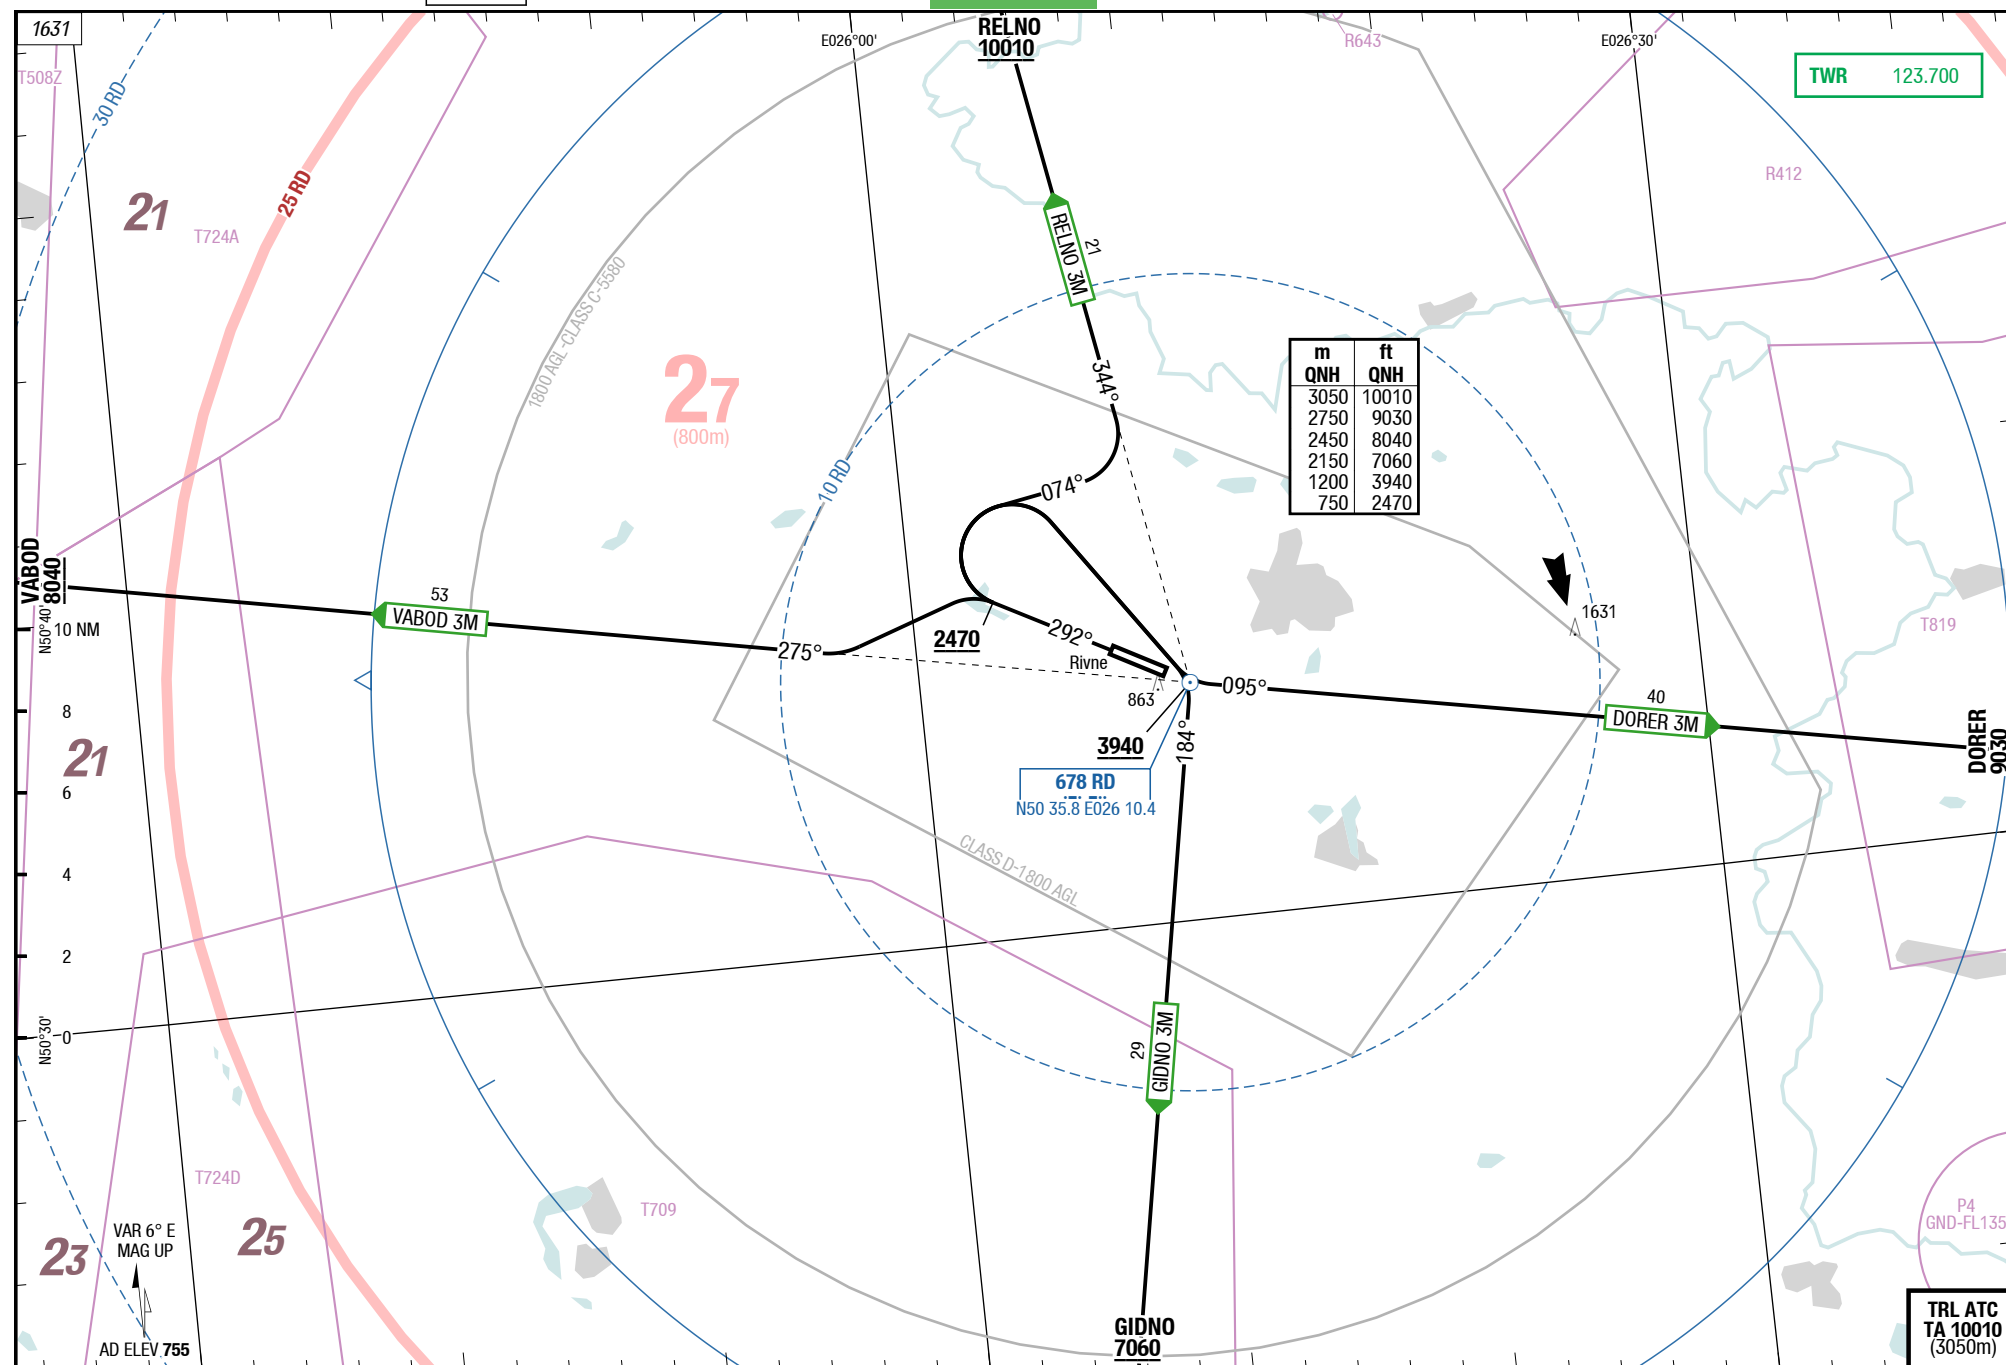 1631
T508Z
30 RD
RELNO
10010
E026°00'
R643
E026°30'
TWR 123.700
21
T724A
25 RD
R412
1800 AGL-CLASS C-5580
RELNO 3M
21
27
(800m)
344°
m ft
QNH QNH
3050 10010
2750 9030
2450 8040
2150 7060
1200 3940
750 2470
10 RD
074°
VABOD
8040
N50°40'
10 NM
53
VABOD 3M
275°
2470
292°
Rivne
863
1631
T819
095°
40
DORER 3M
DORER
9030
8
21
6
4
2
0
3940
184°
678 RD
N50 35.8 E026 10.4
CLASS D-1800 AGL
N50°30'
29
GIDNO 3M
T724D
T709
25
23
VAR 6° E
MAG UP
AD ELEV 755
P4
GND-FL135
GIDNO
7060
TRL ATC
TA 10010
(3050m)